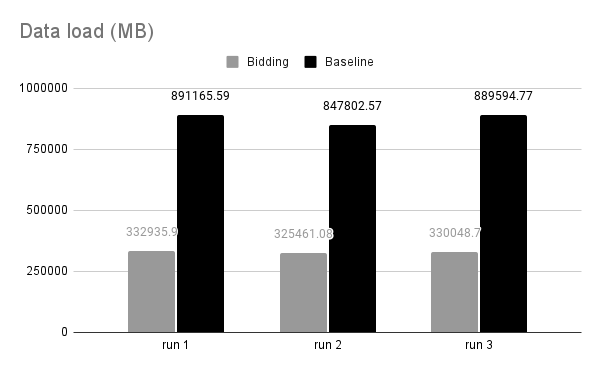 Data load (MB)
Bidding
Baseline
1000000
750000
500000
250000
0
332935.9
891165.59
325461.08
847802.57
330048.7
889594.77
run 1
run 2
run 3